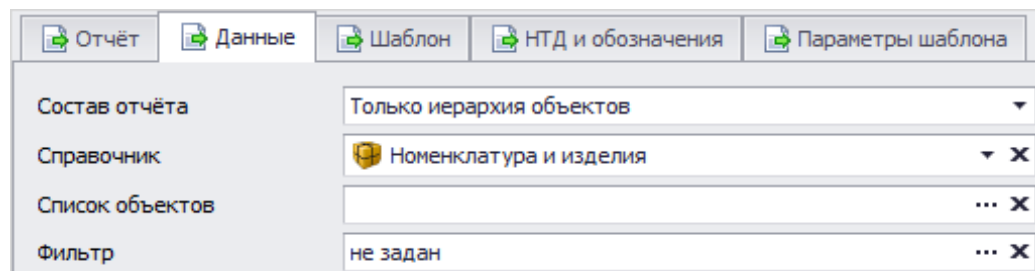 Отчёт Данные Шаблон НТД и обозначения Параметры шаблона
Состав отчёта Только иерархия объектов
Справочник Номенклатура и изделия
Список объектов
Фильтр не задан